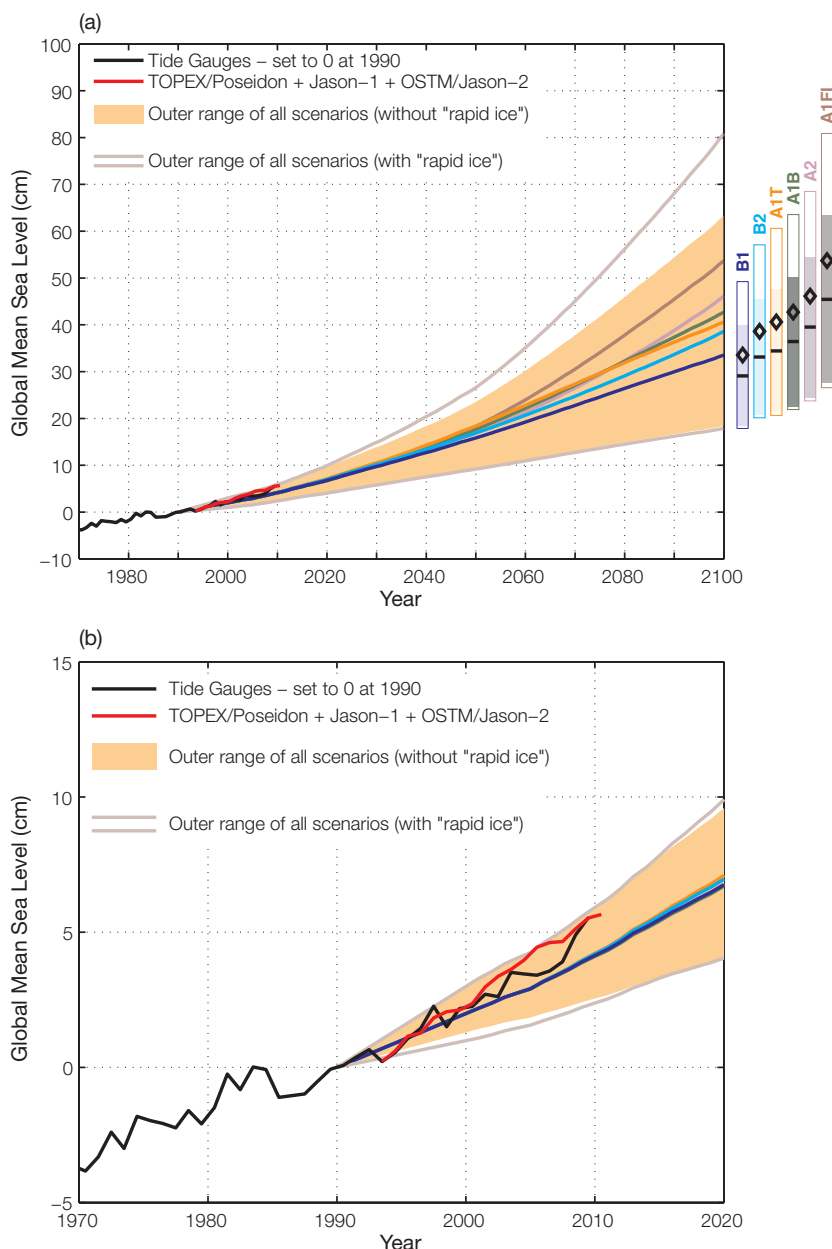 (a)
100
90
80
70
60
50
40
30
20
10
0
−10
Global Mean Sea Level (cm)
Tide Gauges – set to 0 at 1990
TOPEX/Poseidon + Jason−1 + OSTM/Jason−2
Outer range of all scenarios (without "rapid ice")
Outer range of all scenarios (with "rapid ice")
1980 2000 2020 2040 2060 2080 2100
Year
B1
B2
A1T
A1B
A2
A1FI
(b)
15
10
5
0
−5
Global Mean Sea Level (cm)
Tide Gauges – set to 0 at 1990
TOPEX/Poseidon + Jason−1 + OSTM/Jason−2
Outer range of all scenarios (without "rapid ice")
Outer range of all scenarios (with "rapid ice")
1970 1980 1990 2000 2010 2020
Year